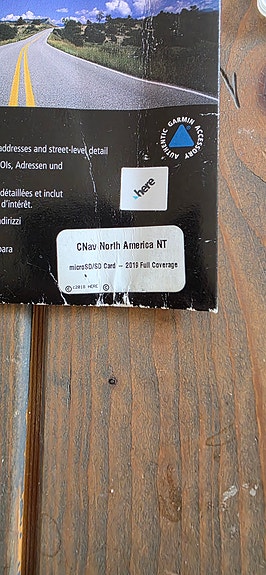 addresses and street-level detail
OIs, Adressen und
détaillées et inclut
d'intérêt.
dirizzi
para
AUTHENTIC GARMIN ACCESSORY
here
CNav North America NT
microSD/SD Card – 2019 Full Coverage
©2018 HERE ©